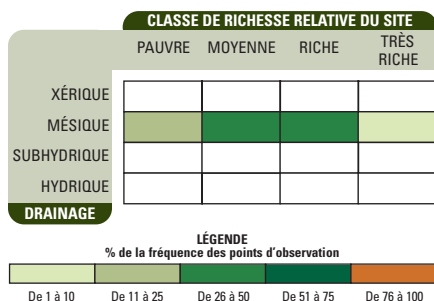 CLASSE DE RICHESSE RELATIVE DU SITE
PAUVRE MOYENNE RICHE TRÈS RICHE
XÉRIQUE
MÉSIQUE
SUBHYDRIQUE
HYDRIQUE
DRAINAGE
LÉGENDE
% de la fréquence des points d'observation
De 1 à 10 De 11 à 25 De 26 à 50 De 51 à 75 De 76 à 100